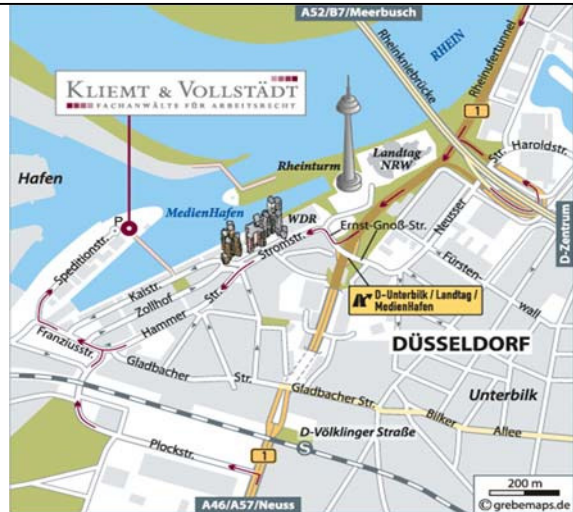 A52/B7/Meerbusch
RHEIN
Rheinkniebrücke
Rheinufertunnel
1
KLIEMT & VOLLSTÄDT
FACHANWÄLTE FÜR ARBEITSRECHT
Landtag
NRW
Str.
Haroldstr.
Rheinturm
Hafen
P
MedienHafen
WDR
Ernst-Gnoß-Str.
Neusser
D-Zentrum
Speditionstr.
Stromstr.
Kaistr.
Zollhof
Hammer
Str.
Fürsten-
wall
D-Unterbilk / Landtag /
MedienHafen
Franziusstr.
DÜSSELDORF
Gladbacher
Str.
Gladbacher Str.
Unterbilk
Bilker
Allee
D-Völklinger Straße
S
Plockstr.
1
200 m
A46/A57/Neuss
© grebemaps.de